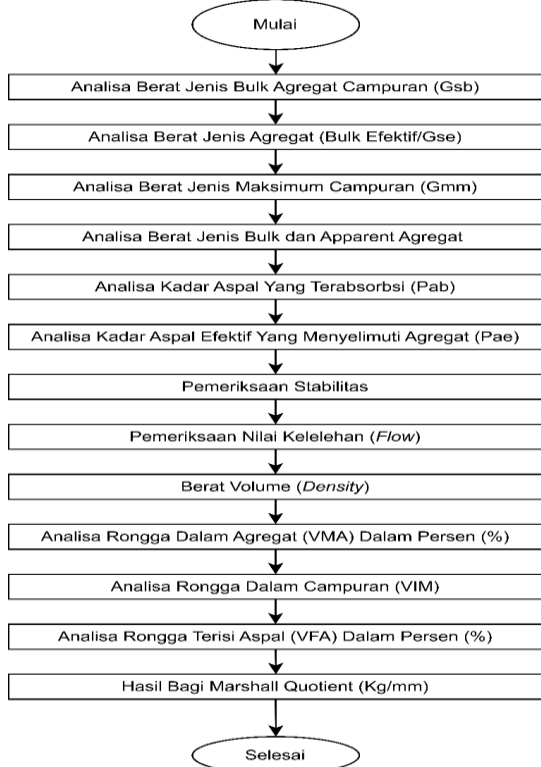 Mulai
Analisa Berat Jenis Bulk Agregat Campuran (Gsb)
Analisa Berat Jenis Agregat (Bulk Efektif/Gse)
Analisa Berat Jenis Maksimum Campuran (Gmm)
Analisa Berat Jenis Bulk dan Apparent Agregat
Analisa Kadar Aspal Yang Terabsorbsi (Pab)
Analisa Kadar Aspal Efektif Yang Menyelimuti Agregat (Pae)
Pemeriksaan Stabilitas
Pemeriksaan Nilai Kelelehan (Flow)
Berat Volume (Density)
Analisa Rongga Dalam Agregat (VMA) Dalam Persen (%)
Analisa Rongga Dalam Campuran (VIM)
Analisa Rongga Terisi Aspal (VFA) Dalam Persen (%)
Hasil Bagi Marshall Quotient (Kg/mm)
Selesai